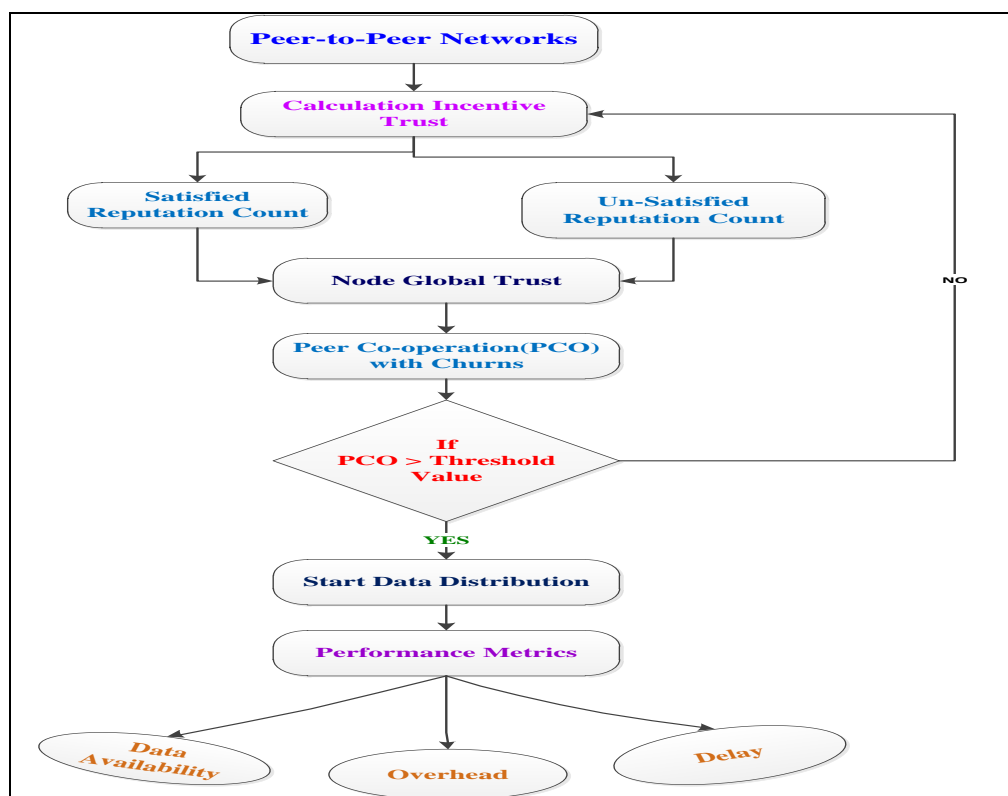 Peer-to-Peer Networks
Calculation Incentive
Trust
Satisfied
Reputation Count
Un-Satisfied
Reputation Count
Node Global Trust
NO
Peer Co-operation(PCO)
with Churns
If
PCO > Threshold
Value
YES
Start Data Distribution
Performance Metrics
Data
Availability
Overhead
Delay